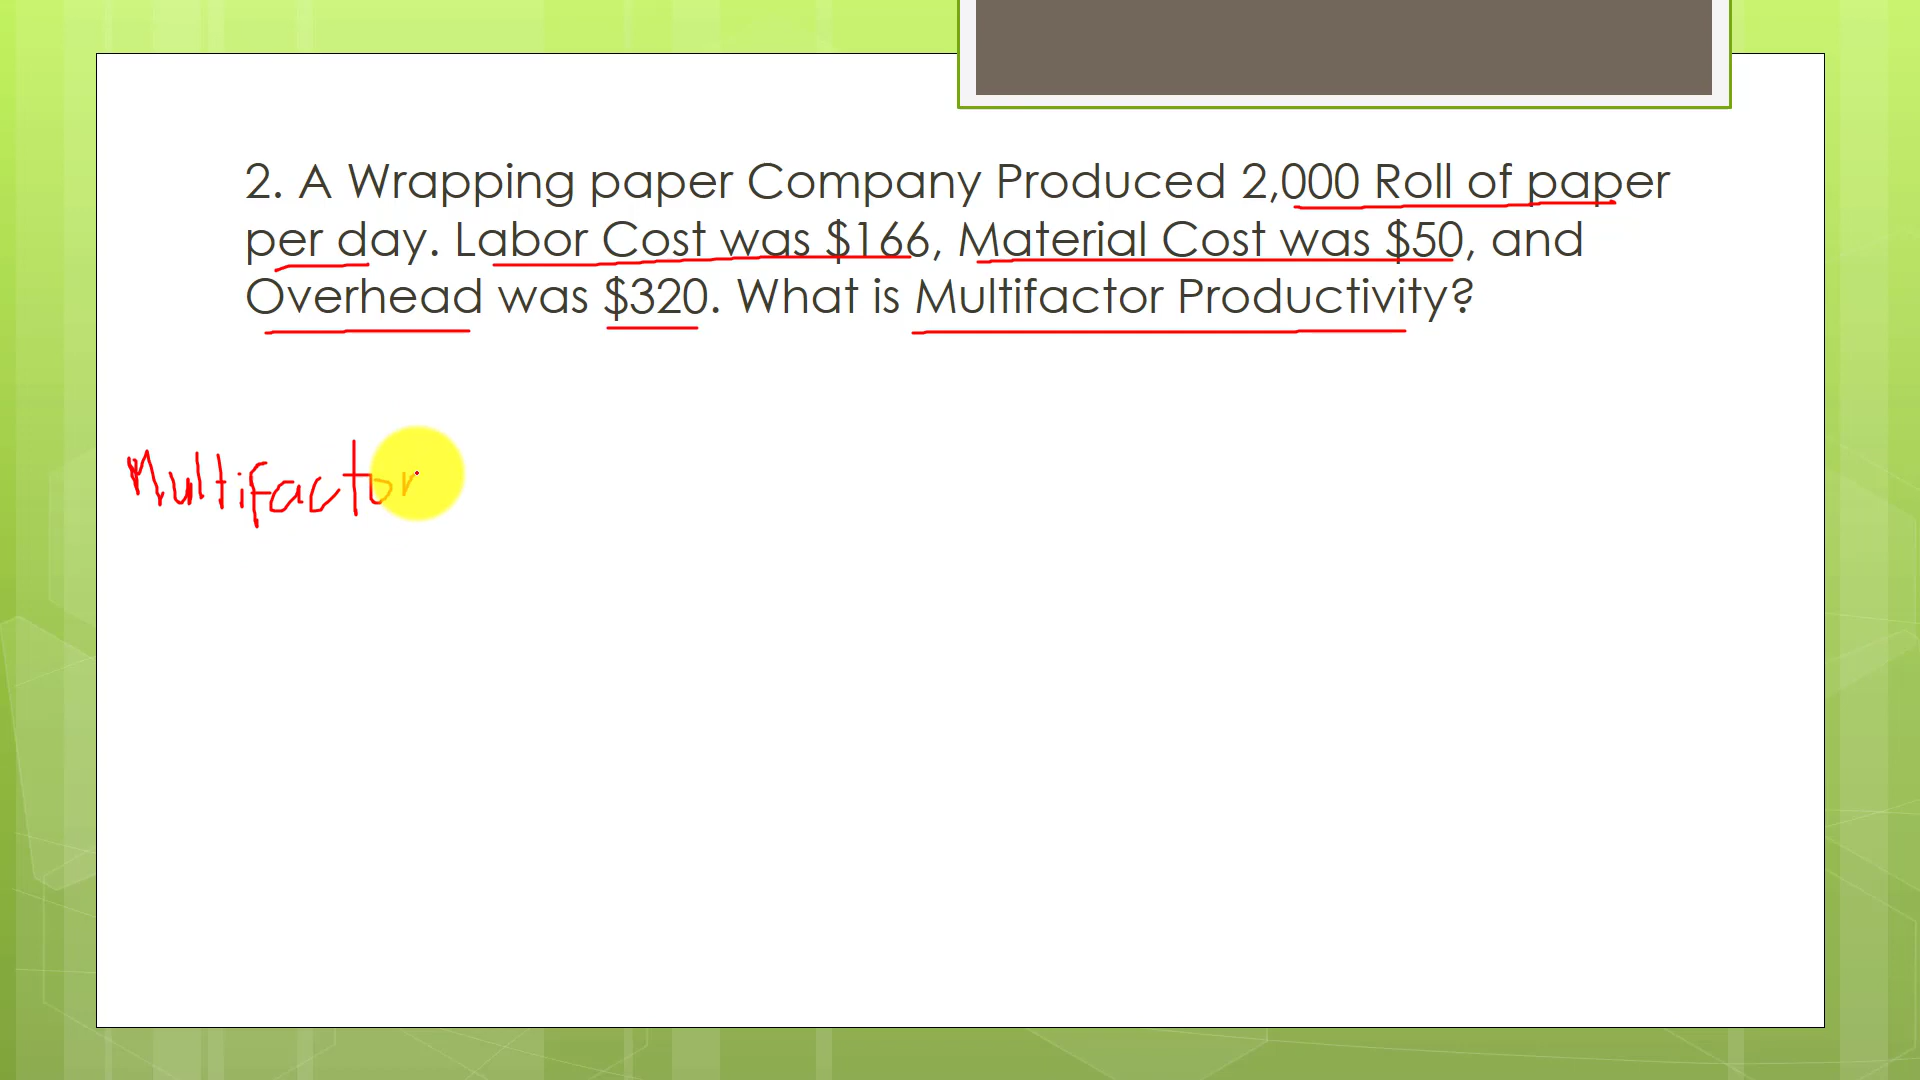 2. A Wrapping paper Company Produced 2,000 Roll of paper
per day. Labor Cost was $166, Material Cost was $50, and
Overhead was $320. What is Multifactor Productivity?
Multifactor